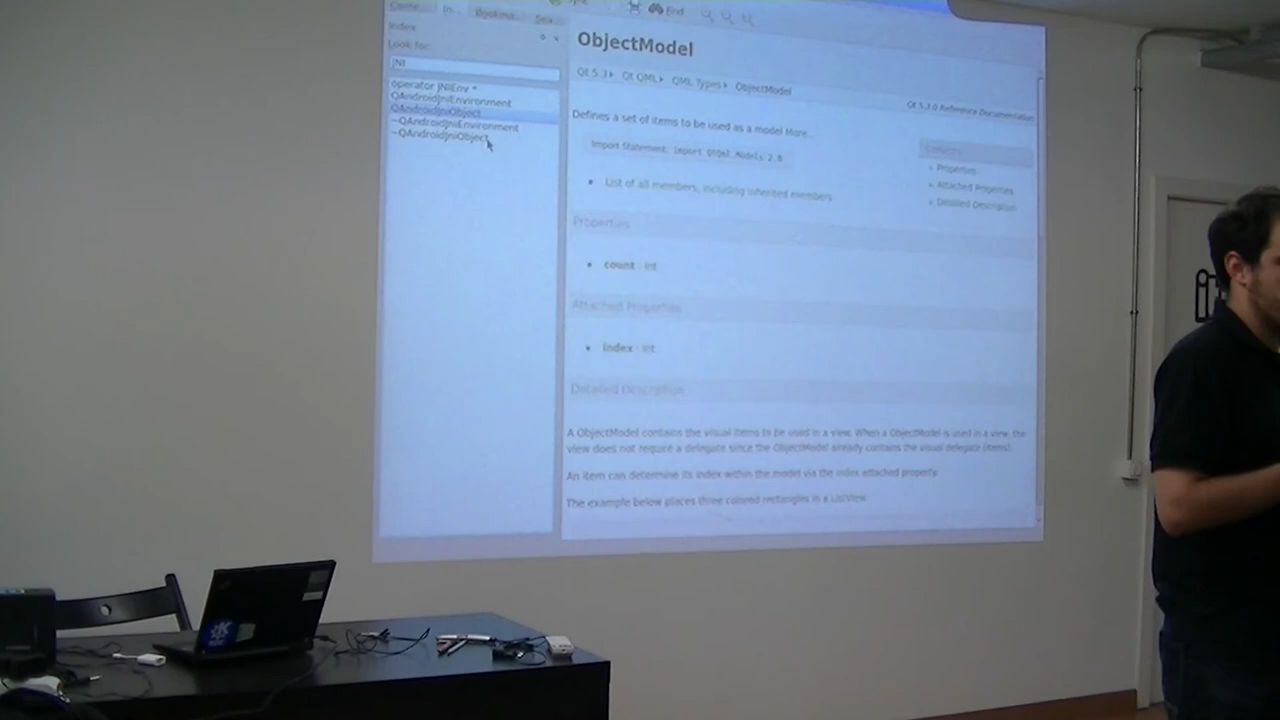 In...
Bookma...
Sea...
End
Index
Look for:
JNI
operator JNIEnv *
QAndroidJniEnvironment
QAndroidJniObject
~QAndroidJniEnvironment
~QAndroidJniObject
ObjectModel
Qt 5.3 Qt QML QML Types ObjectModel
Qt 5.3.0 Reference Documentation
Defines a set of items to be used as a model More...
Import Statement: import QtQml.Models 2.0
List of all members, including inherited members
Contents
Properties
Attached Properties
Detailed Description
Properties
count : int
Attached Properties
index : int
Detailed Description
A ObjectModel contains the visual items to be used in a view. When a ObjectModel is used in a view, the
view does not require a delegate since the ObjectModel already contains the visual delegate (items).
An item can determine its index within the model via the index attached property.
The example below places three colored rectangles in a ListView.